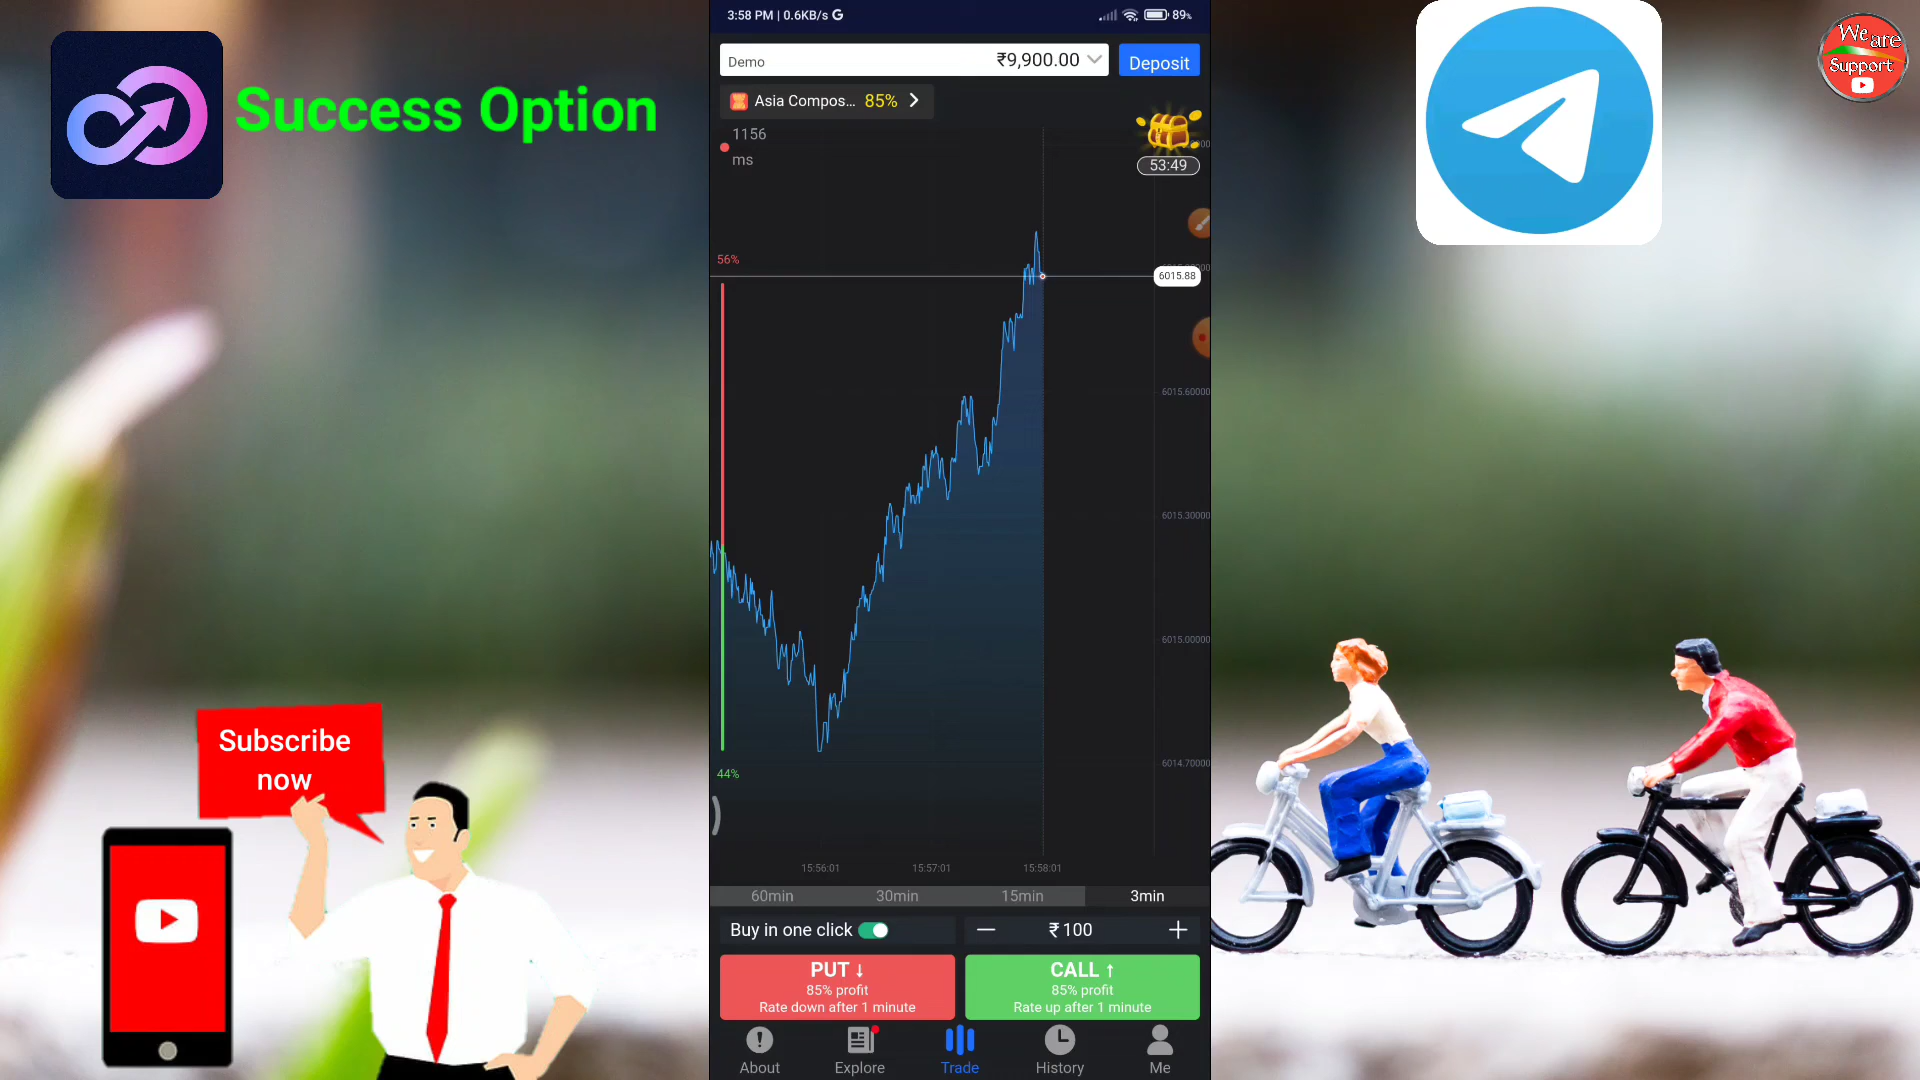 Success Option
3:58 PM | 0.6KB/s G
89%
Demo
₹9,900.00
Deposit
Asia Compos... 85%
1156
ms
53:49
56%
6015.88
6015.60000
6015.30000
6015.00000
6014.70000
44%
15:56:01
15:57:01
15:58:01
60min
30min
15min
3min
Buy in one click
— ₹ 100 +
PUT ↓
85% profit
Rate down after 1 minute
CALL ↑
85% profit
Rate up after 1 minute
About
Explore
Trade
History
Me
Subscribe
now
We are
Support